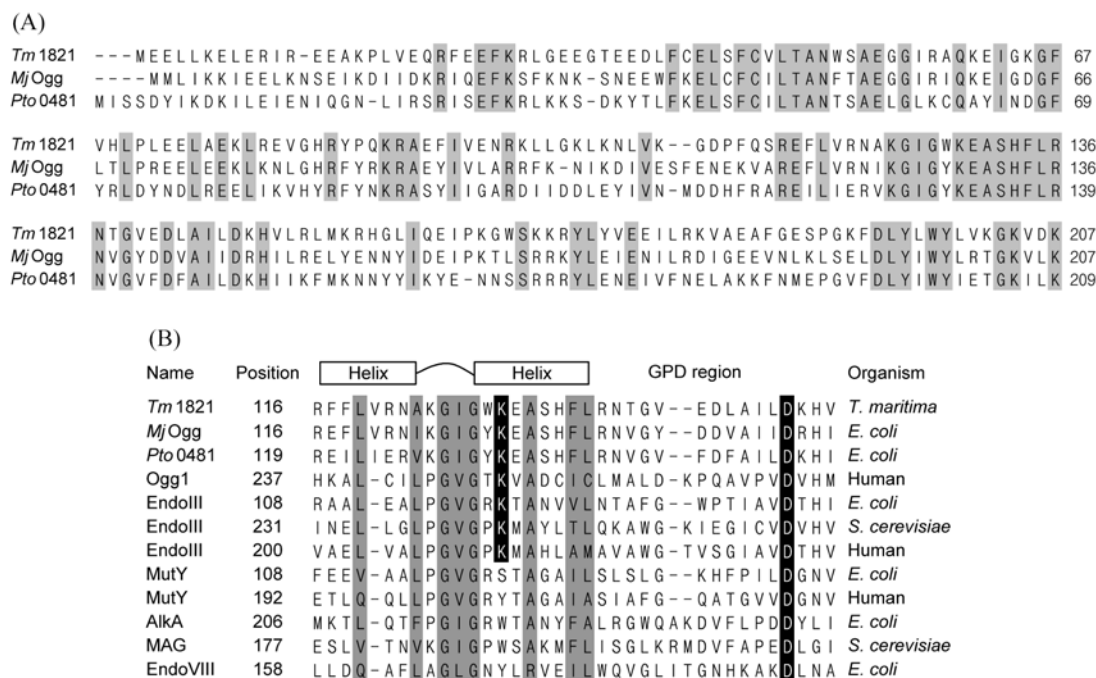 (A)
Tm1821 ---MEELLKELERIR-EEAKPLVEQRFEEFKRLGEEGTEEDLFCELSFCVLTANWSAEGGIRAQKEIGKGF 67
MjOgg ----MMLIKKIEELKNSEIKDIIDKRIQEFKSFKNK-SNEEWFKELCFCILTANFTAEGGIRIQKEIGDGF 66
Pto0481 MISSDYIKDKILEIENIQGN-LIRSRISEFKRLKKS-DKYTLFKELSFCILTANTSAELGLKCQAYINDGF 69
Tm1821 VHLPLEELAEKLREVGHRYPQKRAEFIVENRKLLGKLKNLVK--GDPFQSREFLVRNAKGIGWKEASHFLR 136
MjOgg LTLPREELEEKLKNLGHRFYRKRAEYIVLARRFK-NIKDIVESFENEKVAREFLVRNIKGIGYKEASHFLR 136
Pto0481 YRLDYNDLREELIKVHYRFYNKRASYIIGARDIIDDLEYIVN-MDDHFRAREILIERVKGIGYKEASHFLR 139
Tm1821 NTGVEDLAILDKHVLRLMKRHGLIQEIPKGWSKKRYLYVEEILRKVAEAFGESPGKFDLYLWYLVKGKVDK 207
MjOgg NVGYDDVAIIDRHILRELYENNYIDEIPKTLSRRKYLEIENILRDIGEEVNLKLSELDLYIWYLRTGKVLK 207
Pto0481 NVGVFDFAILDKHIIKFMKNNYYIKYE-NNSSRRRYLENEIVFNELAKKFNMEPGVFDLYIWYIETGKILK 209
(B)
Name Position Helix Helix GPD region Organism
Tm1821 116 RFFLVRNAKGIGWKEASHFLRNTGV--EDLAILDKHV T. maritima
MjOgg 116 REFLVRNIKGIGYKEASHFLRNVGY--DDVAIIDRHI E. coli
Pto0481 119 REILIERVKGIGYKEASHFLRNVGV--FDFAILDKHI E. coli
Ogg1 237 HKAL-CILPGVGTKVADCICLMALD-KPQAVPVDVHM Human
EndoIII 108 RAAL-EALPGVGRKTANVVLNTAFG--WPTIAVDTHI E. coli
EndoIII 231 INEL-LGLPGVGPKMAYLTLQKAWG-KIEGICVDVHV S. cerevisiae
EndoIII 200 VAEL-VALPGVGPKMAHLAMAVAWG-TVSGIAVDTHV Human
MutY 108 FEEV-AALPGVGRSTAGAILSLSLG--KHFPILDGNV E. coli
MutY 192 ETLQ-QLLPGVGRYTAGAIASIAFG--QATGVVDGNV Human
AlkA 206 MKTL-QTFPGIGRWTANYFALRGWQAKDVFLPDDYLI E. coli
MAG 177 ESLV-TNVKGIGPWSAKMFLISGLKRMDVFAPEDLGI S. cerevisiae
EndoVIII 158 LLDQ-AFLAGLGNYLRVEILWQVGLITGNHKAKDLNA E. coli